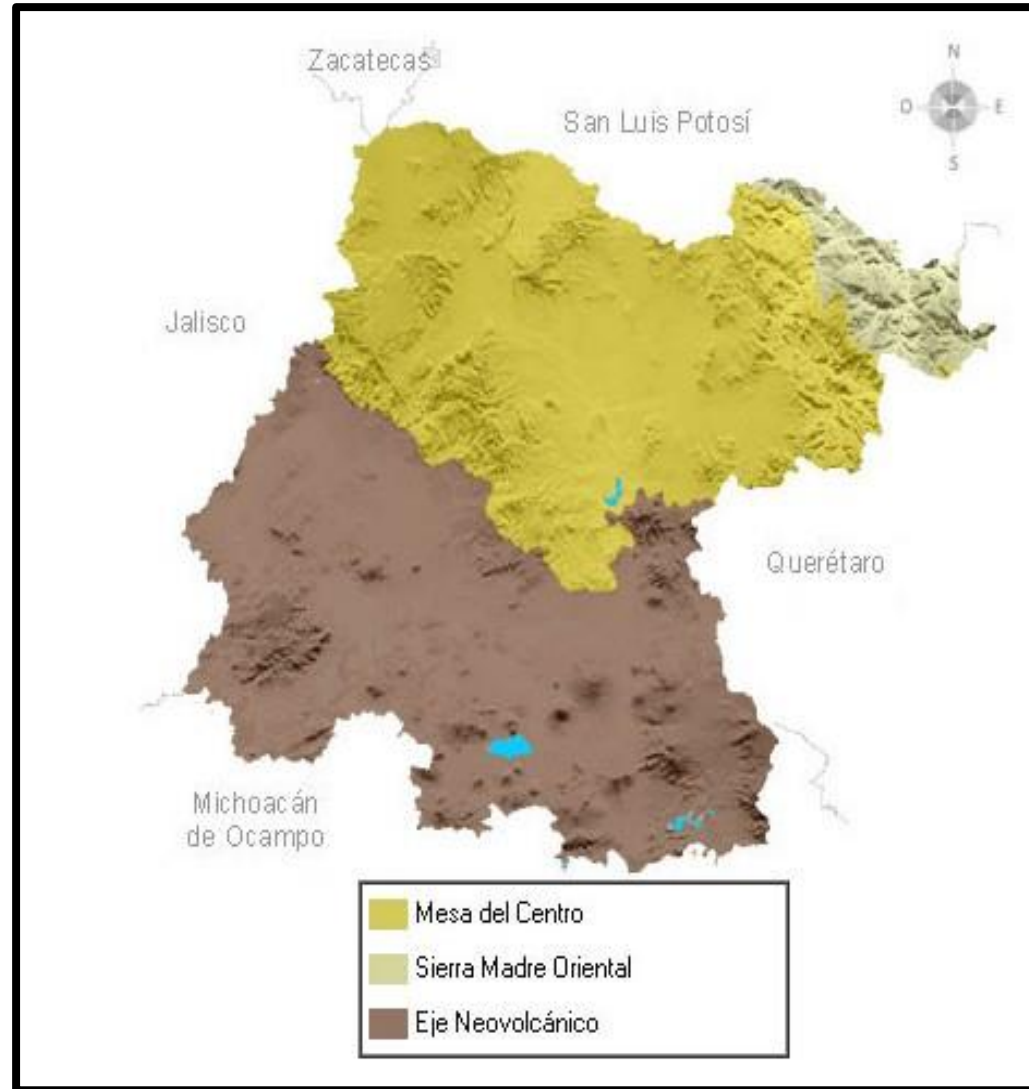 Zacatecas
San Luis Potosí
N
O
E
S
Jalisco
Querétaro
Michoacán
de Ocampo
Mesa del Centro
Sierra Madre Oriental
Eje Neovolcánico